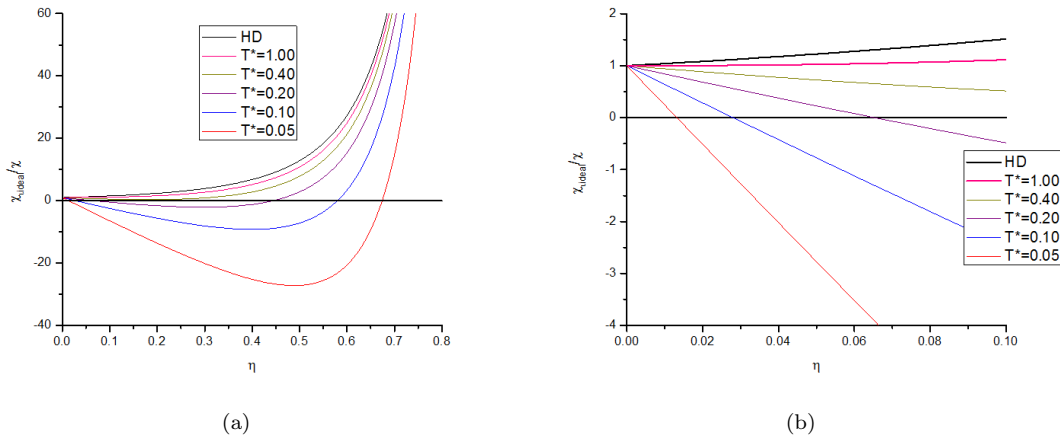 60
40
20
0
-20
-40
0.0 0.1 0.2 0.3 0.4 0.5 0.6 0.7 0.8
χ_ideal/χ
η
HD
T*=1.00
T*=0.40
T*=0.20
T*=0.10
T*=0.05
(a)
2
1
0
-1
-2
-3
-4
0.00 0.02 0.04 0.06 0.08 0.10
χ_ideal/χ
η
HD
T*=1.00
T*=0.40
T*=0.20
T*=0.10
T*=0.05
(b)